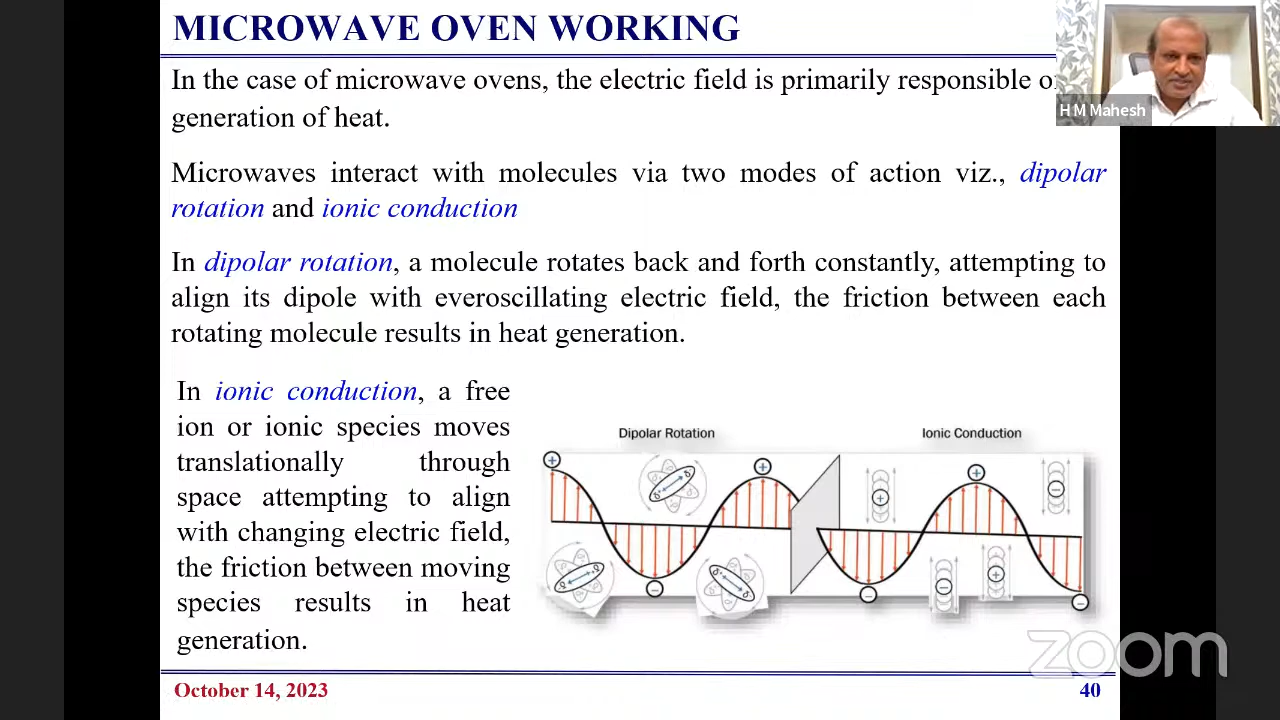 MICROWAVE OVEN WORKING
In the case of microwave ovens, the electric field is primarily responsible
generation of heat.
H M Mahesh
Microwaves interact with molecules via two modes of action viz., dipolar
rotation and ionic conduction
In dipolar rotation, a molecule rotates back and forth constantly, attempting to
align its dipole with everoscillating electric field, the friction between each
rotating molecule results in heat generation.
In ionic conduction, a free
ion or ionic species moves
translationally through
space attempting to align
with changing electric field,
the friction between moving
species results in heat
generation.
Dipolar Rotation
Ionic Conduction
zoom
October 14, 2023
40